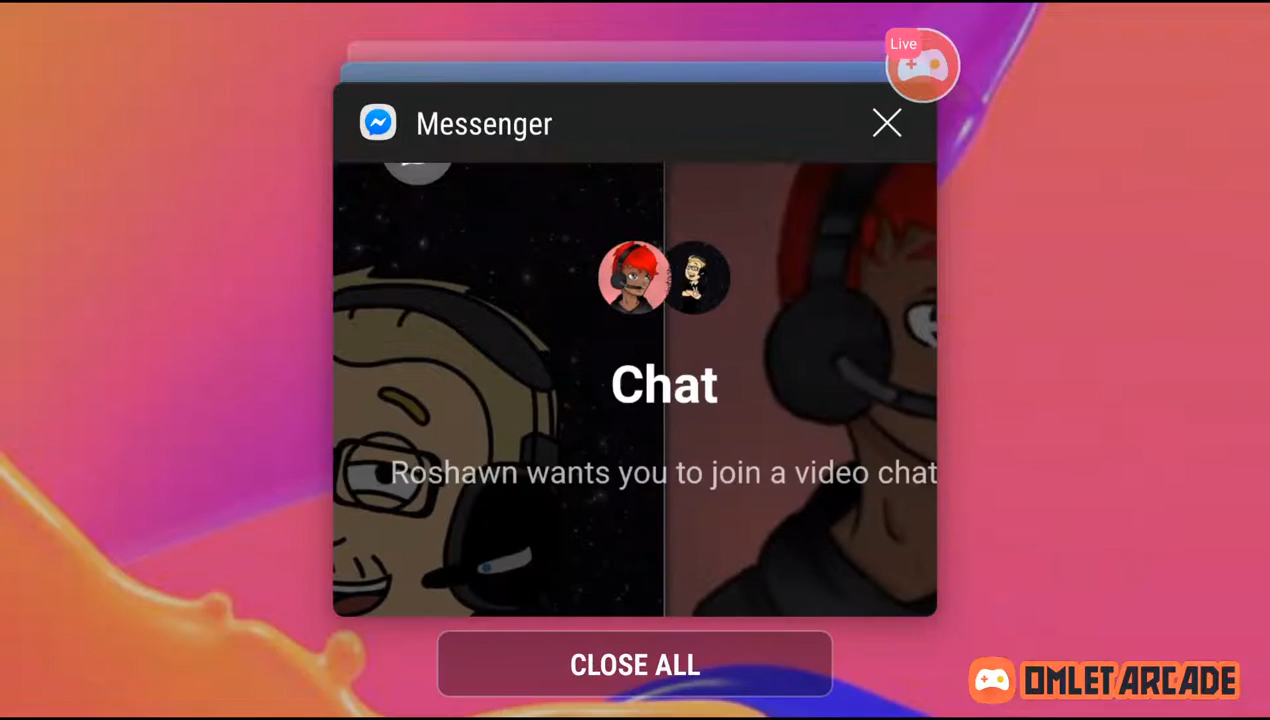 Live
Messenger
Chat
Roshawn wants you to join a video chat
CLOSE ALL
OMLET ARCADE